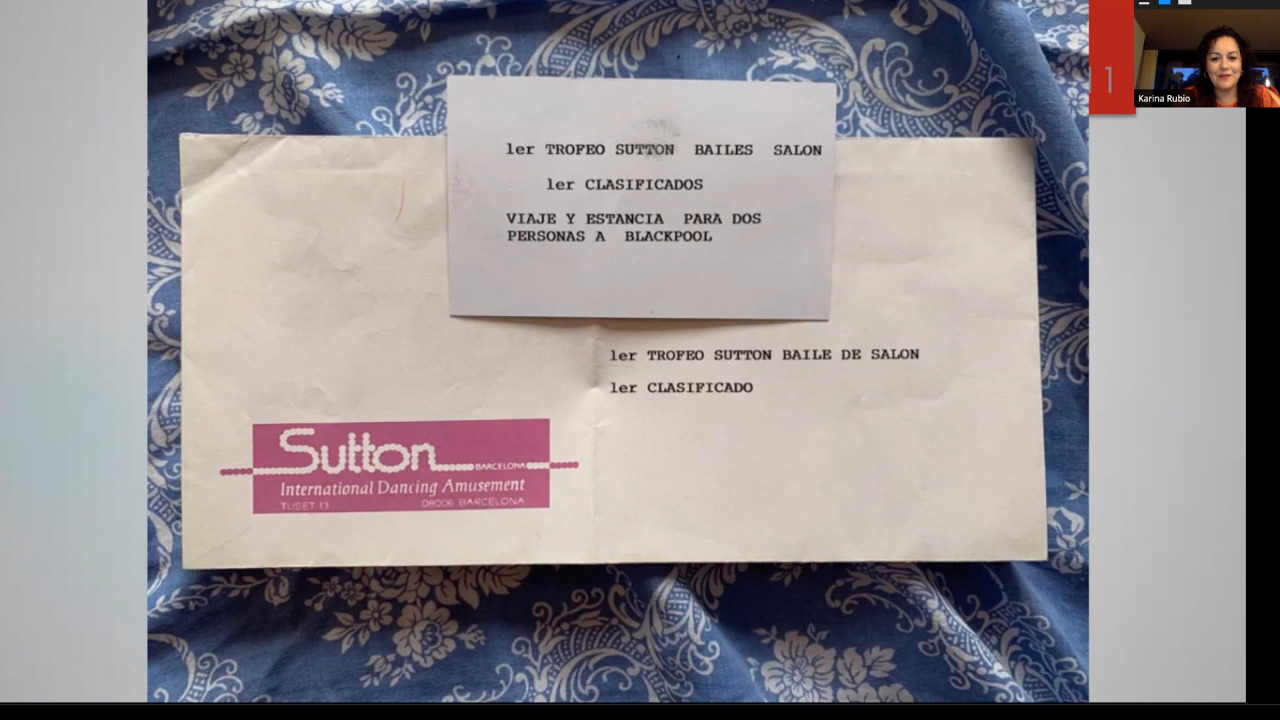 1
Karina Rubio
1er TROFEO SUTTON BAILES SALON
1er CLASIFICADOS
VIAJE Y ESTANCIA PARA DOS
PERSONAS A BLACKPOOL
1er TROFEO SUTTON BAILE DE SALON
1er CLASIFICADO
Sutton BARCELONA
International Dancing Amusement
TUSET 13 08006 BARCELONA